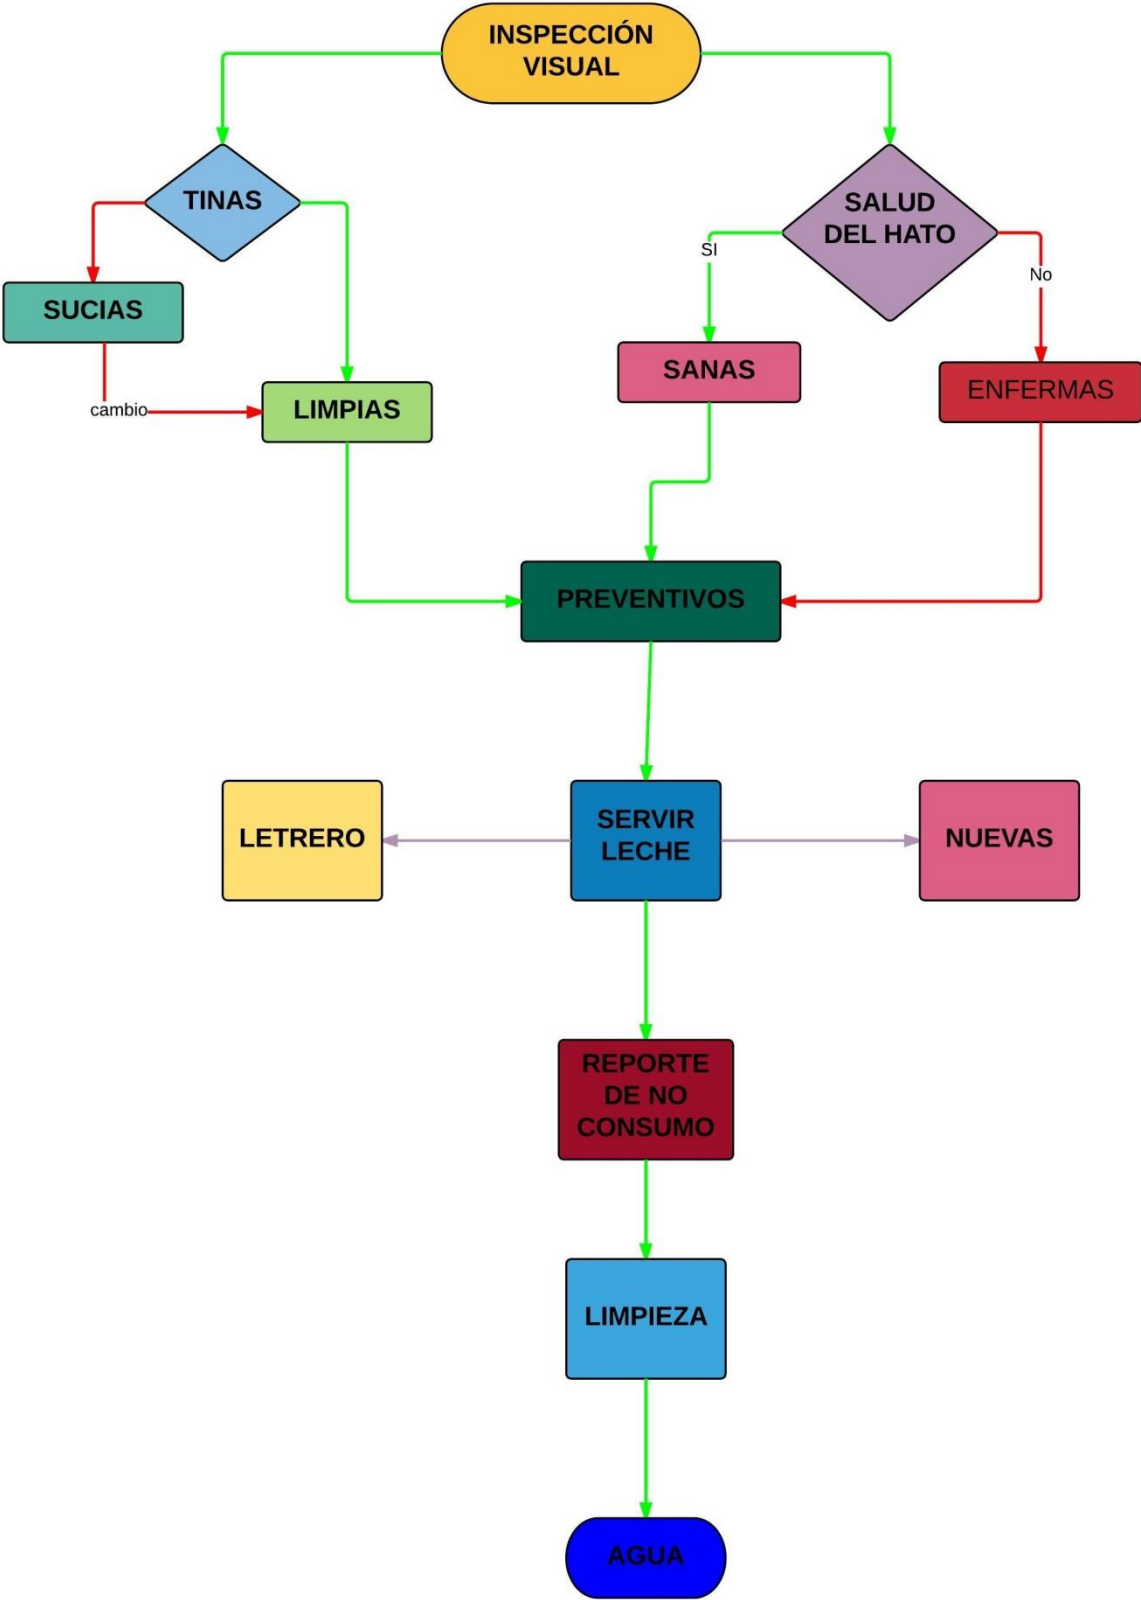 INSPECCIÓN
VISUAL
TINAS
SALUD
DEL HATO
SI
No
SUCIAS
SANAS
ENFERMAS
cambio
LIMPIAS
PREVENTIVOS
LETRERO
SERVIR
LECHE
NUEVAS
REPORTE
DE NO
CONSUMO
LIMPIEZA
AGUA